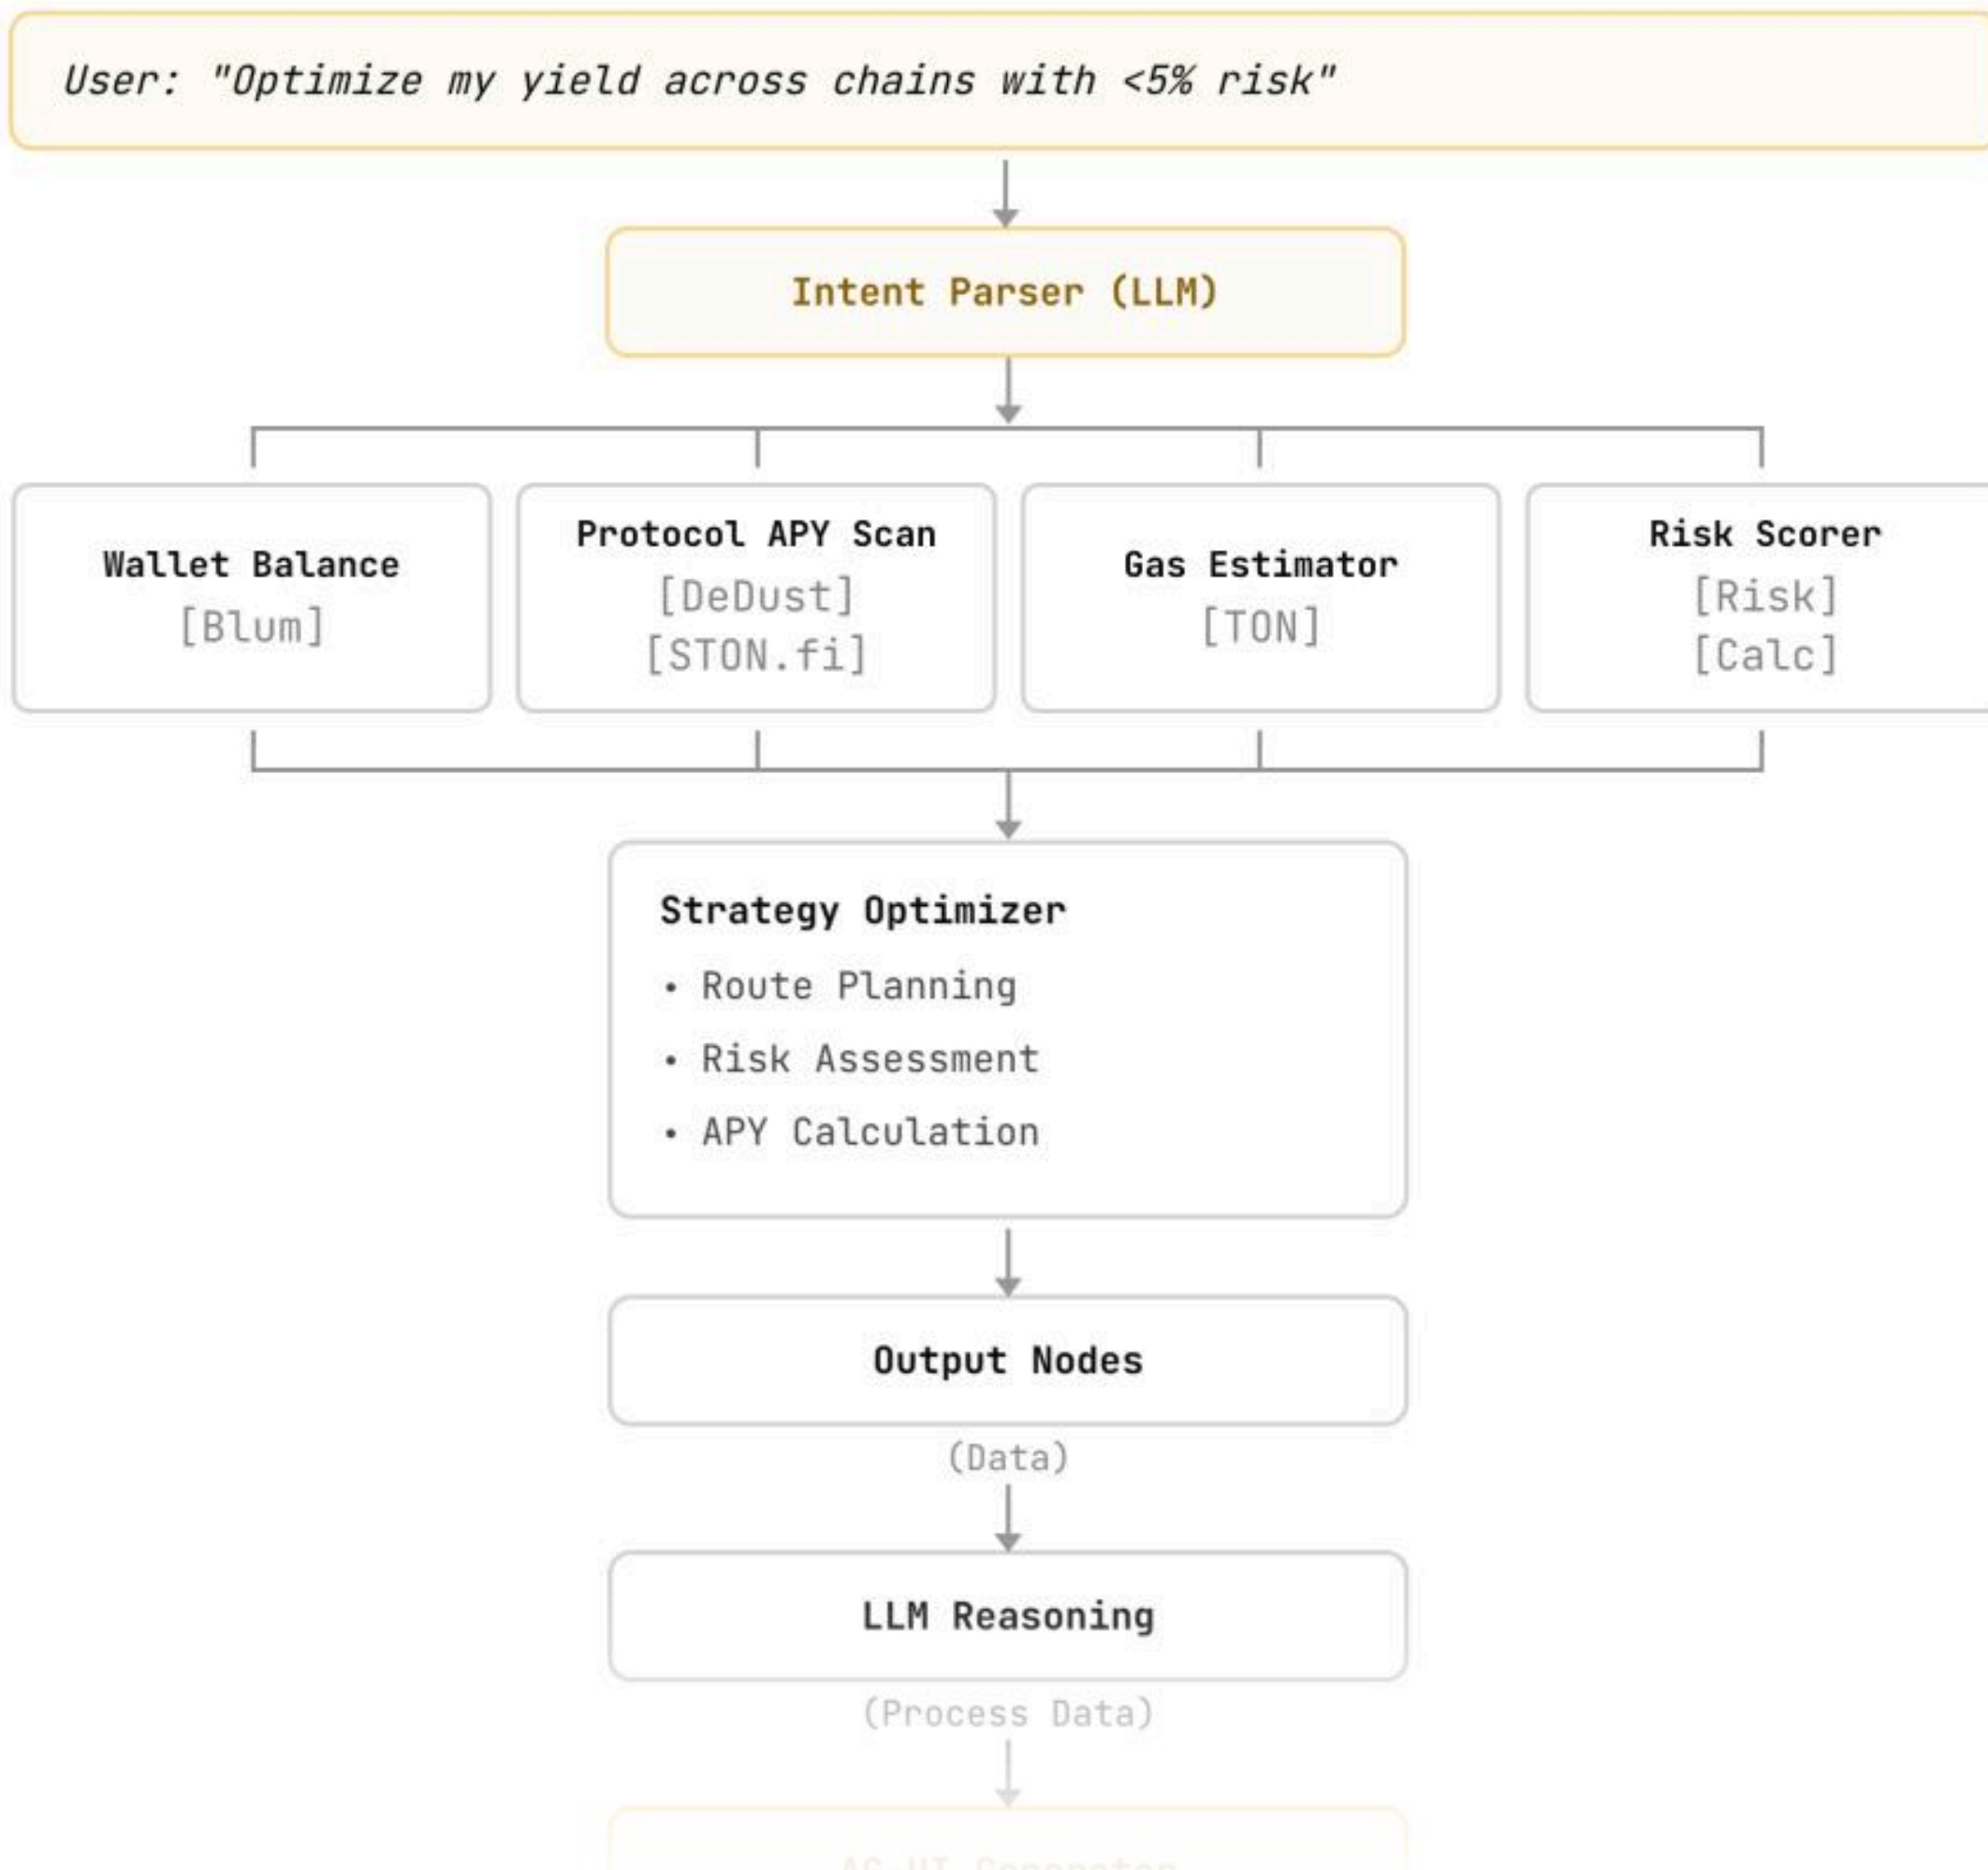 User: "Optimize my yield across chains with <5% risk"
Intent Parser (LLM)
Wallet Balance
[Blum]
Protocol APY Scan
[DeDust]
[STON.fi]
Gas Estimator
[TON]
Risk Scorer
[Risk]
[Calc]
Strategy Optimizer
• Route Planning
• Risk Assessment
• APY Calculation
Output Nodes
(Data)
LLM Reasoning
(Process Data)